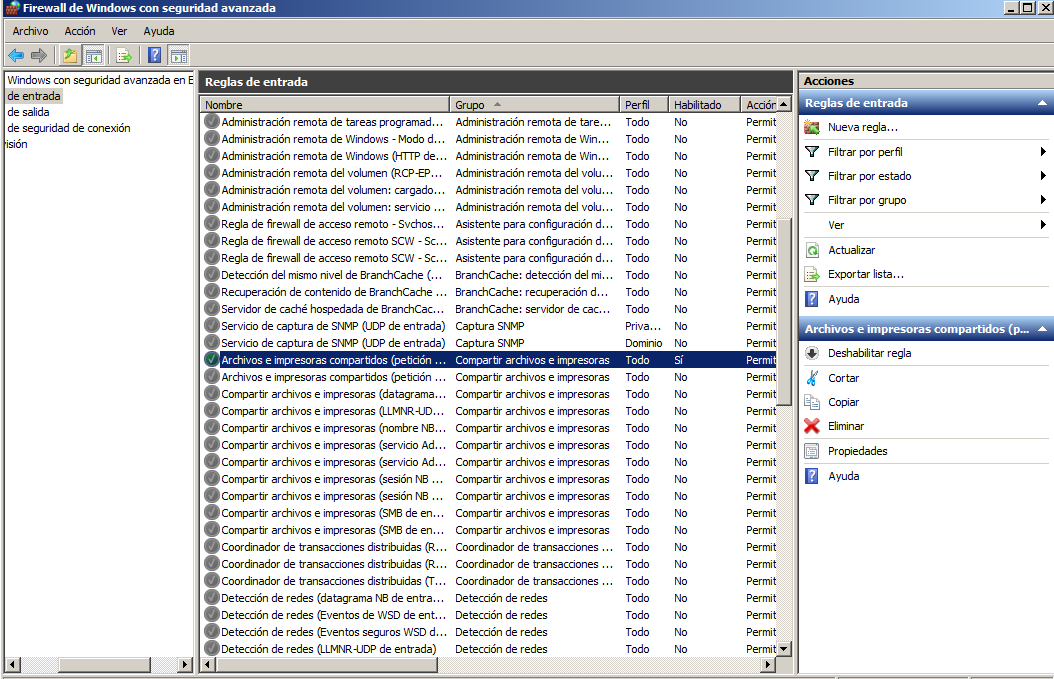 Firewall de Windows con seguridad avanzada
Archivo Acción Ver Ayuda
Windows con seguridad avanzada en E
de entrada
de salida
de seguridad de conexión
visión
Reglas de entrada
Nombre Grupo Perfil Habilitado Acción
Administración remota de tareas programad... Administración remota de tare... Todo No Permit
Administración remota de Windows - Modo d... Administración remota de Win... Todo No Permit
Administración remota de Windows (HTTP de... Administración remota de Win... Todo No Permit
Administración remota del volumen (RCP-EP... Administración remota del volu... Todo No Permit
Administración remota del volumen: cargado... Administración remota del volu... Todo No Permit
Administración remota del volumen: servicio ... Administración remota del volu... Todo No Permit
Regla de firewall de acceso remoto - Svchos... Asistente para configuración d... Todo No Permit
Regla de firewall de acceso remoto SCW - Sc... Asistente para configuración d... Todo No Permit
Regla de firewall de acceso remoto SCW - Sc... Asistente para configuración d... Todo No Permit
Detección del mismo nivel de BranchCache (... BranchCache: detección del mi... Todo No Permit
Recuperación de contenido de BranchCache ... BranchCache: recuperación d... Todo No Permit
Servidor de caché hospedada de BranchCac... BranchCache: servidor de cac... Todo No Permit
Servicio de captura de SNMP (UDP de entrada) Captura SNMP Priva... No Permit
Servicio de captura de SNMP (UDP de entrada) Captura SNMP Dominio No Permit
Archivos e impresoras compartidos (petición ... Compartir archivos e impresoras Todo Sí Permit
Archivos e impresoras compartidos (petición ... Compartir archivos e impresoras Todo No Permit
Compartir archivos e impresoras (datagrama... Compartir archivos e impresoras Todo No Permit
Compartir archivos e impresoras (LLMNR-UD... Compartir archivos e impresoras Todo No Permit
Compartir archivos e impresoras (nombre NB... Compartir archivos e impresoras Todo No Permit
Compartir archivos e impresoras (servicio Ad... Compartir archivos e impresoras Todo No Permit
Compartir archivos e impresoras (servicio Ad... Compartir archivos e impresoras Todo No Permit
Compartir archivos e impresoras (sesión NB ... Compartir archivos e impresoras Todo No Permit
Compartir archivos e impresoras (sesión NB ... Compartir archivos e impresoras Todo No Permit
Compartir archivos e impresoras (SMB de en... Compartir archivos e impresoras Todo No Permit
Compartir archivos e impresoras (SMB de en... Compartir archivos e impresoras Todo No Permit
Coordinador de transacciones distribuidas (R... Coordinador de transacciones ... Todo No Permit
Coordinador de transacciones distribuidas (R... Coordinador de transacciones ... Todo No Permit
Coordinador de transacciones distribuidas (T... Coordinador de transacciones ... Todo No Permit
Detección de redes (datagrama NB de entra... Detección de redes Todo No Permit
Detección de redes (Eventos de WSD de ent... Detección de redes Todo No Permit
Detección de redes (Eventos seguros WSD d... Detección de redes Todo No Permit
Detección de redes (LLMNR-UDP de entrada) Detección de redes Todo No Permit
Acciones
Reglas de entrada
Nueva regla...
Filtrar por perfil
Filtrar por estado
Filtrar por grupo
Ver
Actualizar
Exportar lista...
Ayuda
Archivos e impresoras compartidos (p...
Deshabilitar regla
Cortar
Copiar
Eliminar
Propiedades
Ayuda